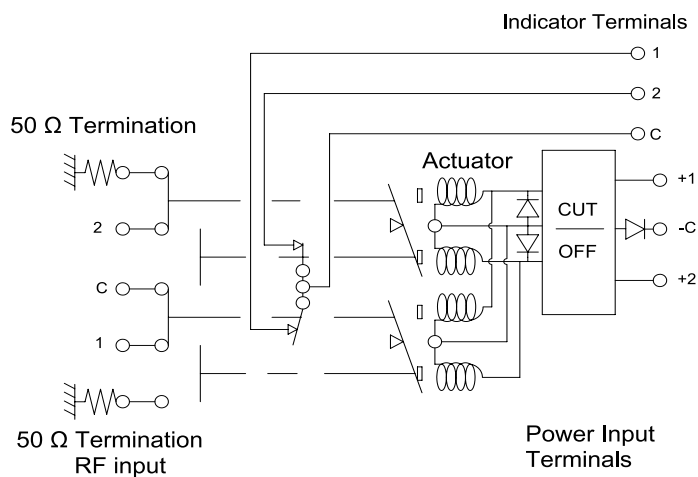 Indicator Terminals
1
2
C
50 Ω Termination
Actuator
2
C
1
CUT
OFF
+1
-C
+2
50 Ω Termination
RF input
Power Input
Terminals